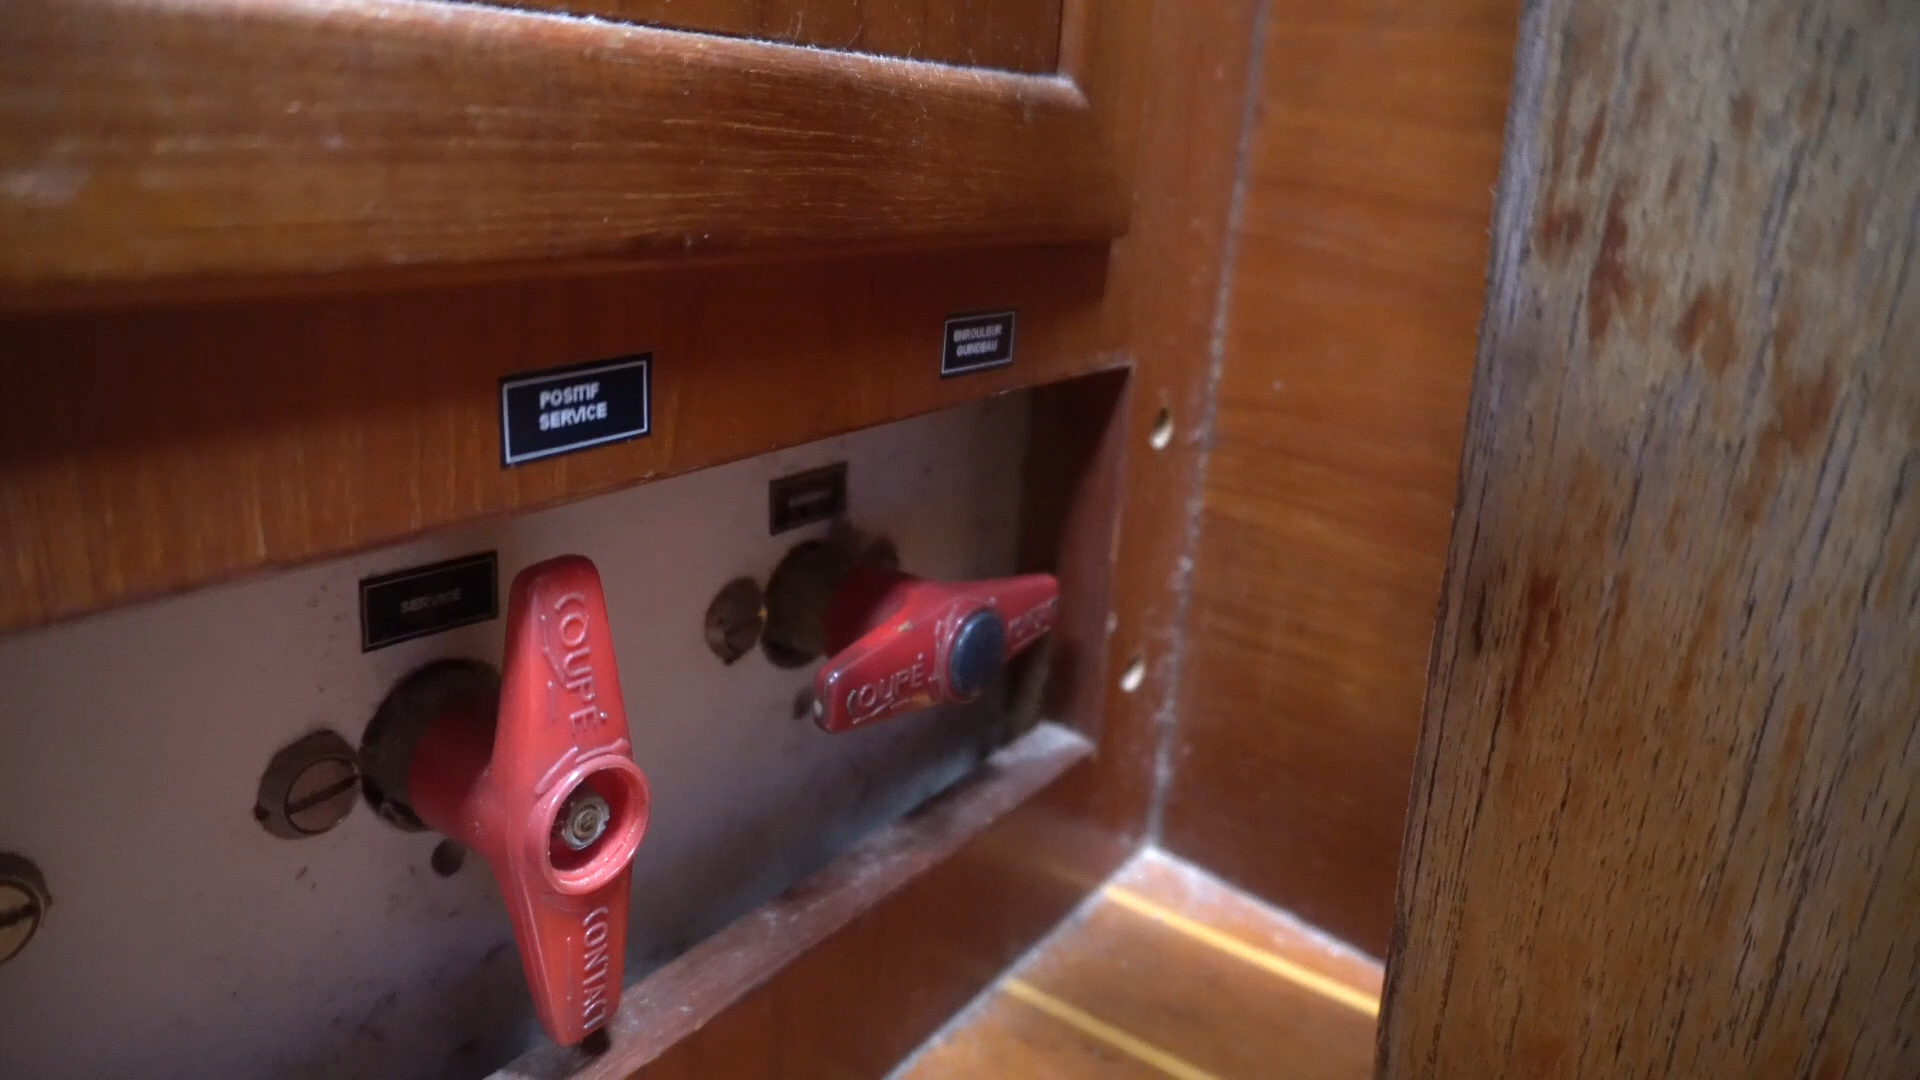 POSITIF
SERVICE
ENROULEUR
GUINDEAU
SERVICE
COUPÉ
CONTACT
COUPÉ